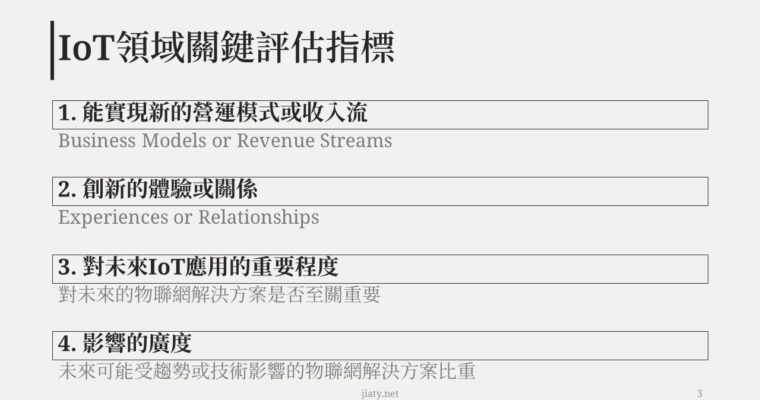 IoT領域關鍵評估指標
1. 能實現新的營運模式或收入流
Business Models or Revenue Streams
2. 創新的體驗或關係
Experiences or Relationships
3. 對未來IoT應用的重要程度
對未來的物聯網解決方案是否至關重要
4. 影響的廣度
未來可能受趨勢或技術影響的物聯網解決方案比重
jiaty.net
3